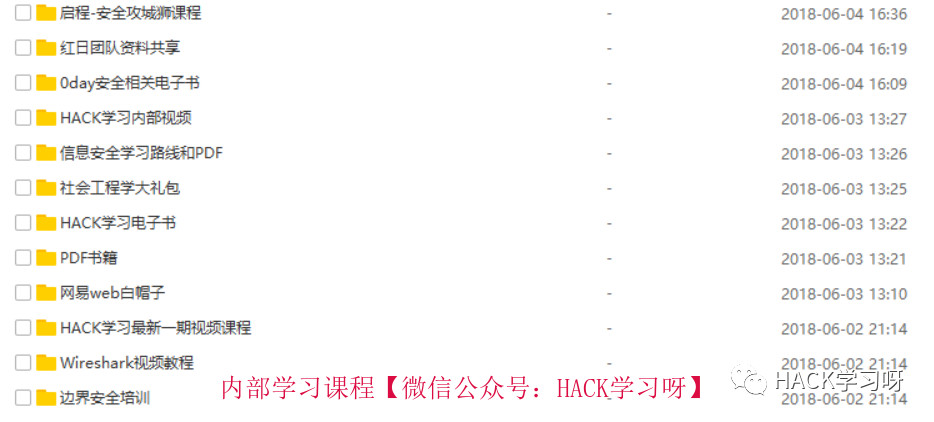 启程-安全攻城狮课程 - 2018-06-04 16:36
红日团队资料共享 - 2018-06-04 16:19
0day安全相关电子书 - 2018-06-04 16:09
HACK学习内部视频 - 2018-06-03 13:27
信息安全学习路线和PDF - 2018-06-03 13:26
社会工程学大礼包 - 2018-06-03 13:25
HACK学习电子书 - 2018-06-03 13:22
PDF书籍 - 2018-06-03 13:21
网易web白帽子 - 2018-06-03 13:10
HACK学习最新一期视频课程 - 2018-06-02 21:14
Wireshark视频教程 - 2018-06-02 21:14
内部学习课程【微信公众号：HACK学习呀】 HACK学习呀
边界安全培训 - 2018-06-02 21:14